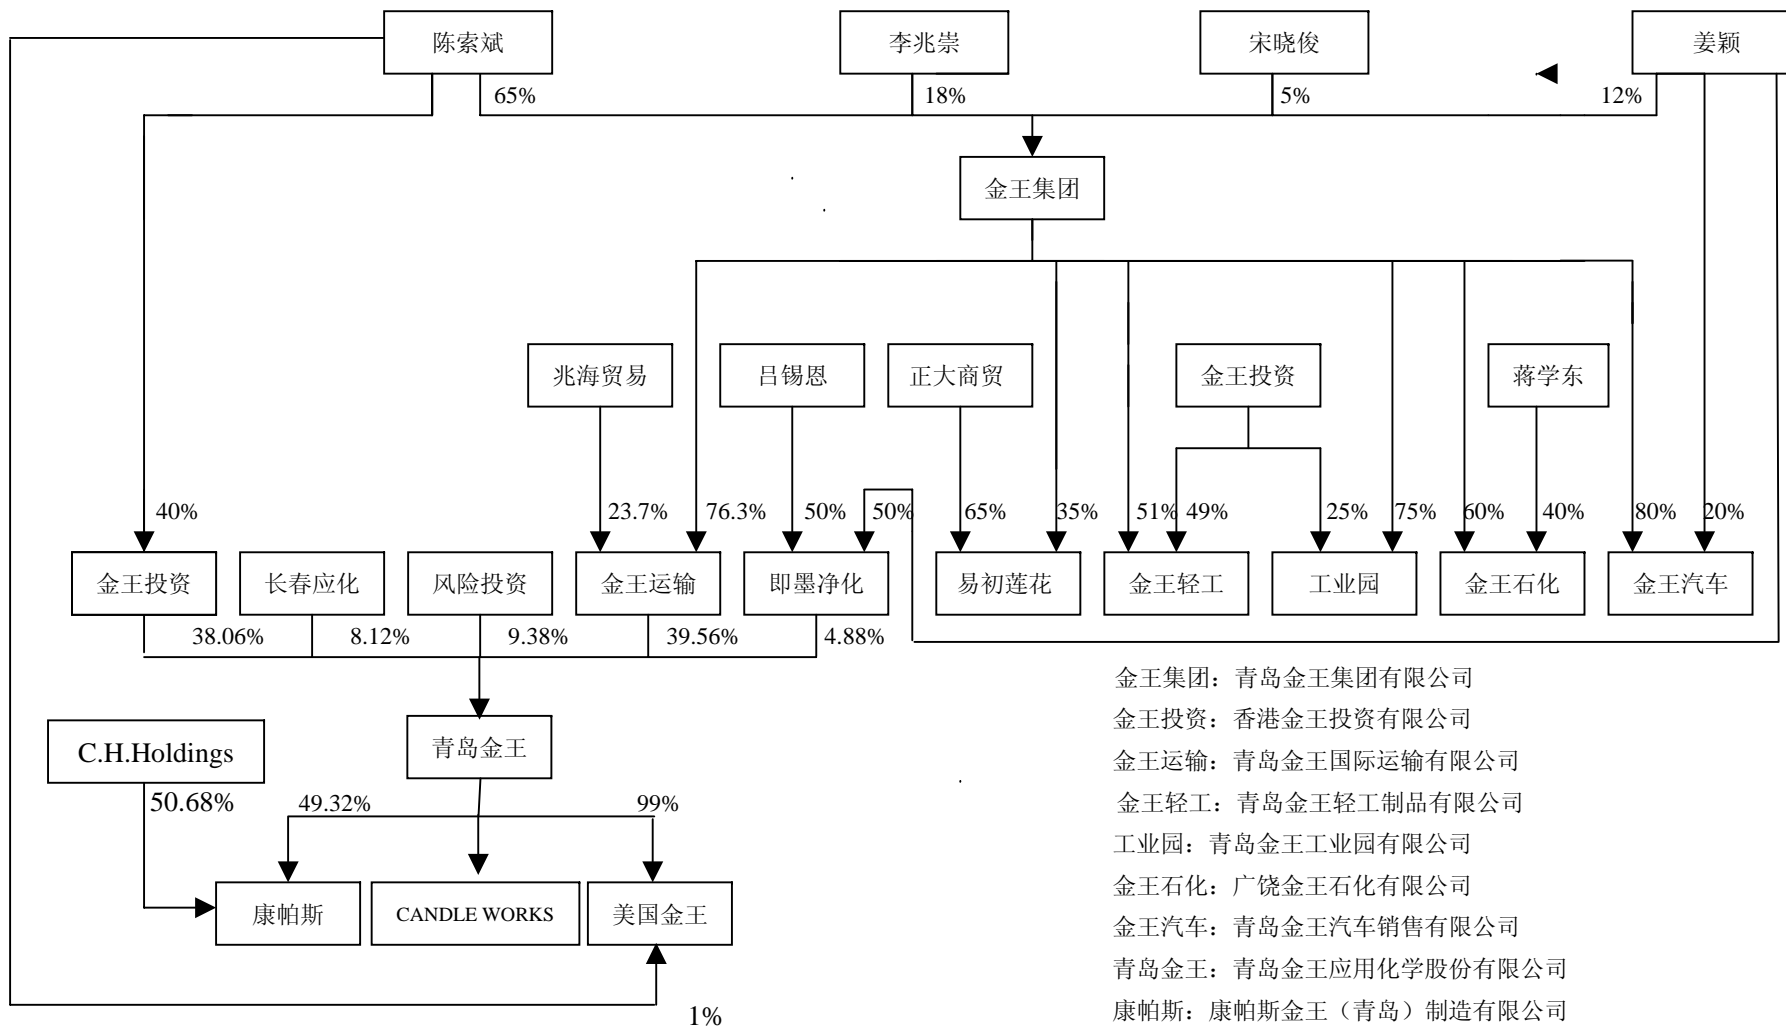 陈索斌
李兆崇
宋晓俊
姜颖
65%
18%
5%
12%
金王集团
兆海贸易
吕锡恩
正大商贸
金王投资
蒋学东
40%
23.7%
76.3%
50%
50%
65%
35%
51%
49%
25%
75%
60%
40%
80%
20%
金王投资
长春应化
风险投资
金王运输
即墨净化
易初莲花
金王轻工
工业园
金王石化
金王汽车
38.06%
8.12%
9.38%
39.56%
4.88%
C.H.Holdings
青岛金王
50.68%
49.32%
99%
康帕斯
CANDLE WORKS
美国金王
1%
金王集团：青岛金王集团有限公司
金王投资：香港金王投资有限公司
金王运输：青岛金王国际运输有限公司
金王轻工：青岛金王轻工制品有限公司
工业园：青岛金王工业园有限公司
金王石化：广饶金王石化有限公司
金王汽车：青岛金王汽车销售有限公司
青岛金王：青岛金王应用化学股份有限公司
康帕斯：康帕斯金王（青岛）制造有限公司